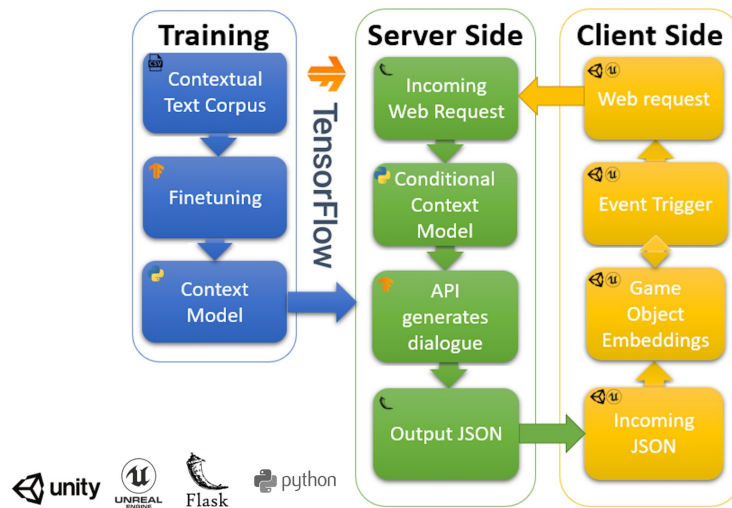 Training
CSV
Contextual
Text Corpus
Finetuning
Context
Model
TensorFlow
Server Side
Incoming
Web Request
Conditional
Context
Model
API
generates
dialogue
Output JSON
Client Side
Web request
Event Trigger
Game
Object
Embeddings
Incoming
JSON
unity
UNREAL
ENGINE
Flask
python